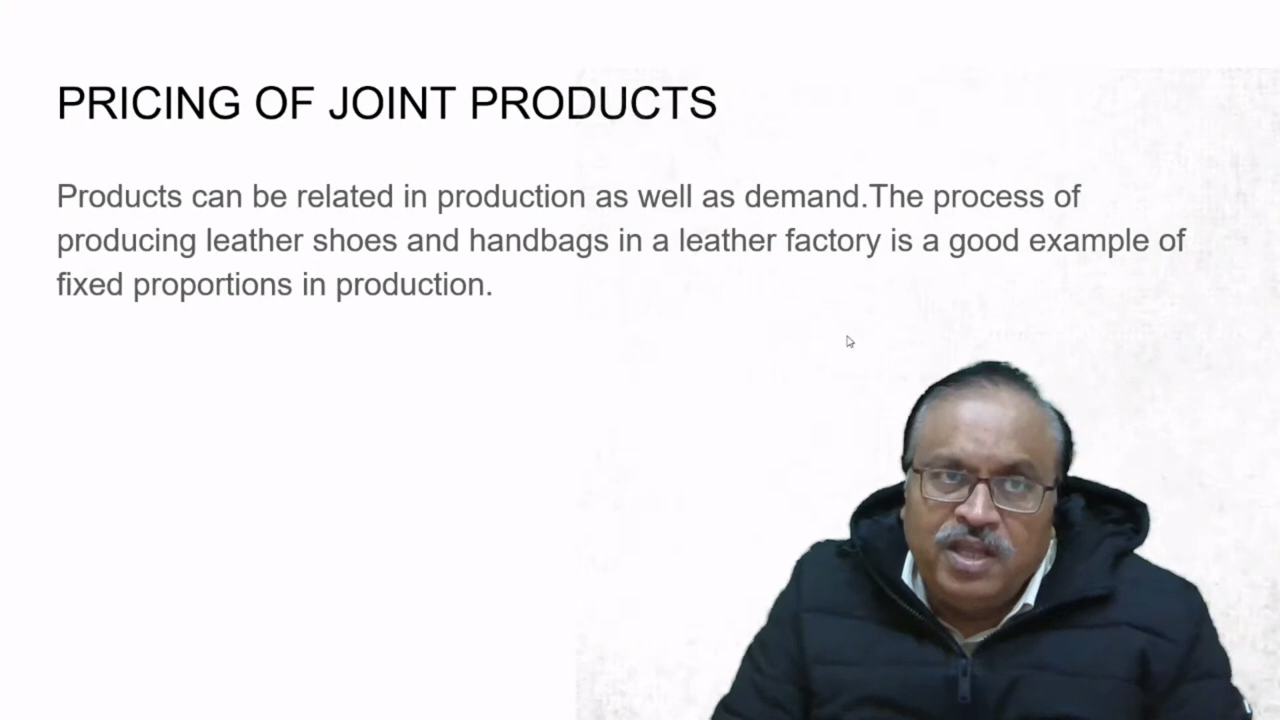 PRICING OF JOINT PRODUCTS
Products can be related in production as well as demand.The process of
producing leather shoes and handbags in a leather factory is a good example of
fixed proportions in production.